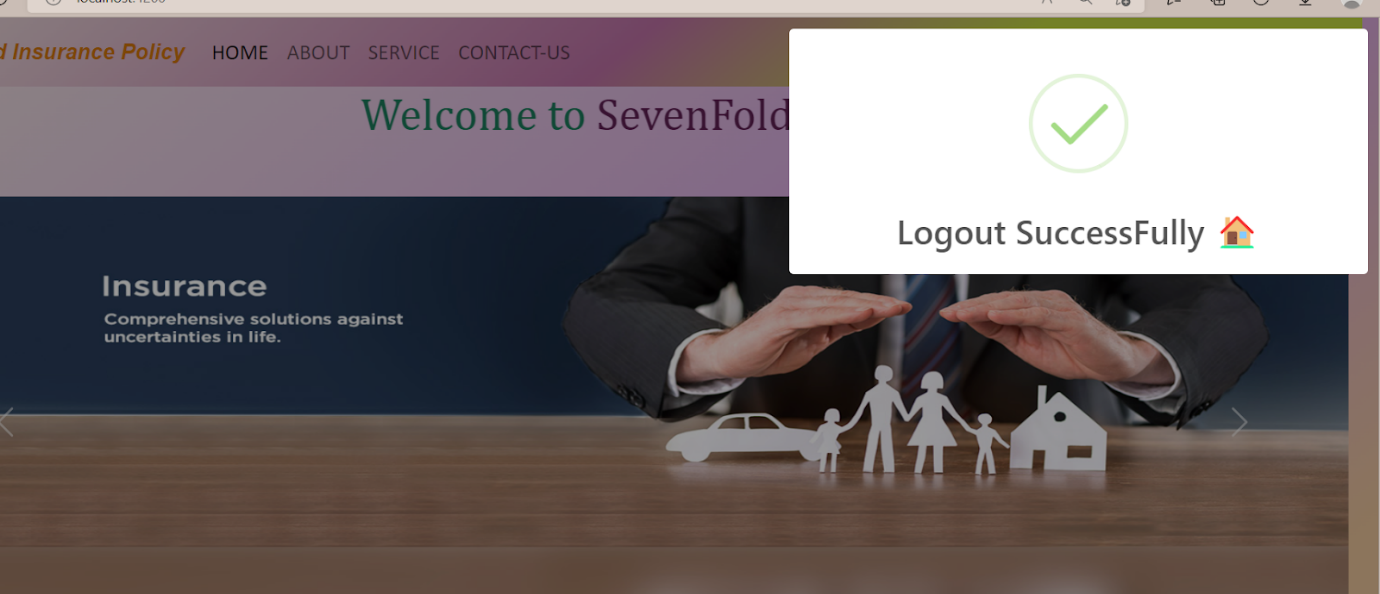 d Insurance Policy HOME ABOUT SERVICE CONTACT-US
Welcome to SevenFold
Logout SuccessFully 🏠
Insurance
Comprehensive solutions against
uncertainties in life.